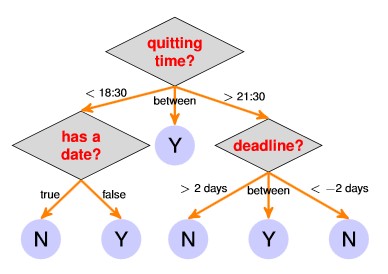 quitting
time?
< 18:30
between
> 21:30
has a
date?
Y
deadline?
true
false
> 2 days
between
< −2 days
N
Y
N
Y
N